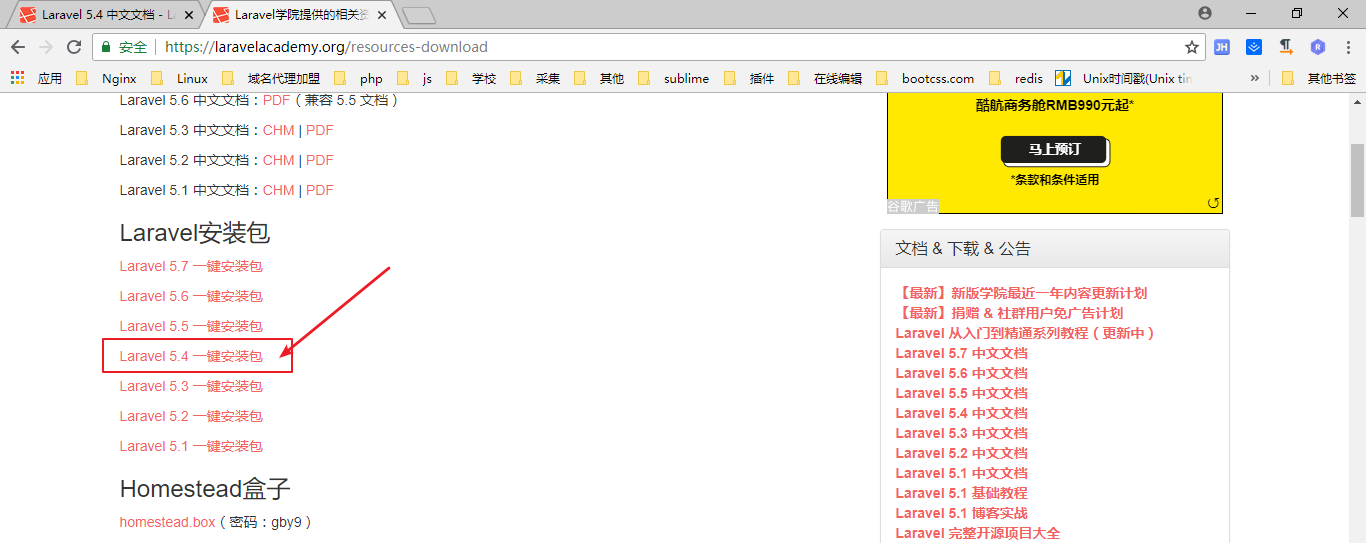 Laravel 5.4 中文文档 - L
Laravel学院提供的相关资
安全 | https://laravelacademy.org/resources-download
应用 Nginx Linux 域名代理加盟 php js 学校 采集 其他 sublime 插件 在线编辑 bootcss.com redis Unix时间戳(Unix tin » 其他书签
Laravel 5.6 中文文档：PDF（兼容 5.5 文档）
Laravel 5.3 中文文档：CHM | PDF
Laravel 5.2 中文文档：CHM | PDF
Laravel 5.1 中文文档：CHM | PDF
Laravel安装包
Laravel 5.7 一键安装包
Laravel 5.6 一键安装包
Laravel 5.5 一键安装包
Laravel 5.4 一键安装包
Laravel 5.3 一键安装包
Laravel 5.2 一键安装包
Laravel 5.1 一键安装包
Homestead盒子
homestead.box（密码：gby9）
酷航商务舱RMB990元起*
马上预订
*条款和条件适用
谷歌广告
文档 & 下载 & 公告
【最新】新版学院最近一年内容更新计划
【最新】捐赠 & 社群用户免广告计划
Laravel 从入门到精通系列教程（更新中）
Laravel 5.7 中文文档
Laravel 5.6 中文文档
Laravel 5.5 中文文档
Laravel 5.4 中文文档
Laravel 5.3 中文文档
Laravel 5.2 中文文档
Laravel 5.1 中文文档
Laravel 5.1 基础教程
Laravel 5.1 博客实战
Laravel 完整开源项目大全